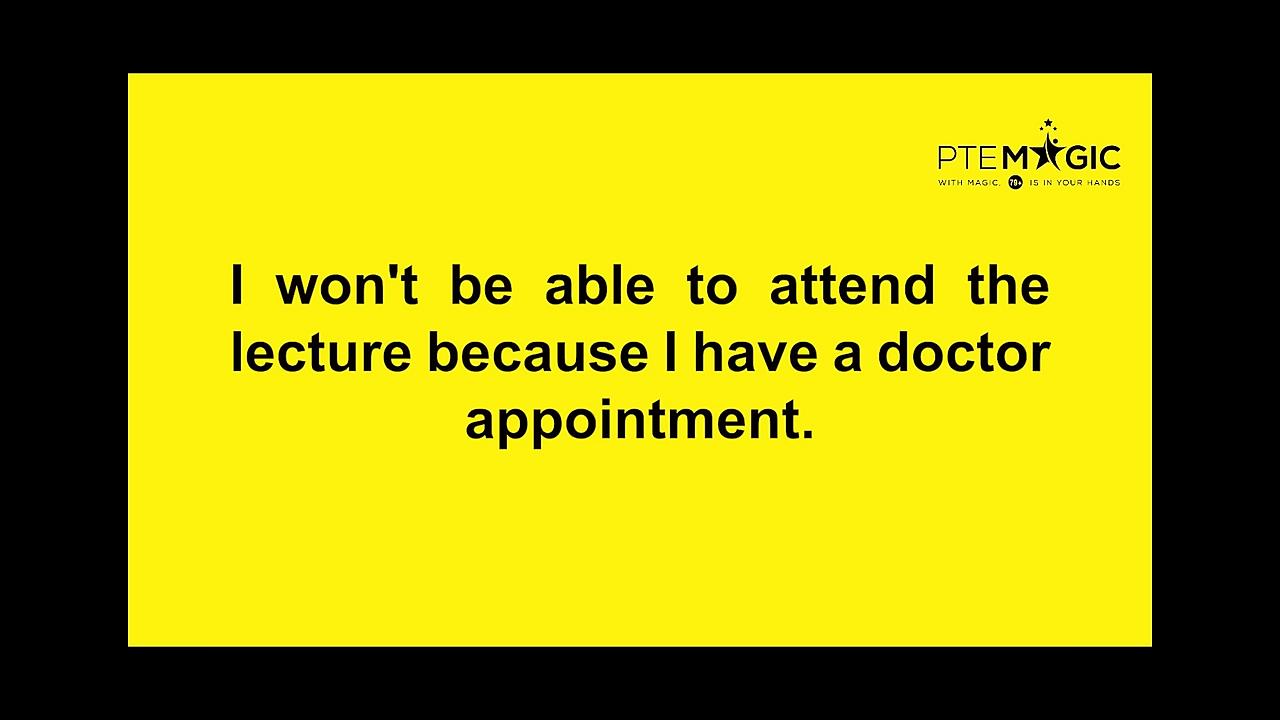 PTEMAGIC
WITH MAGIC, 79+ IS IN YOUR HANDS
I won't be able to attend the
lecture because I have a doctor
appointment.